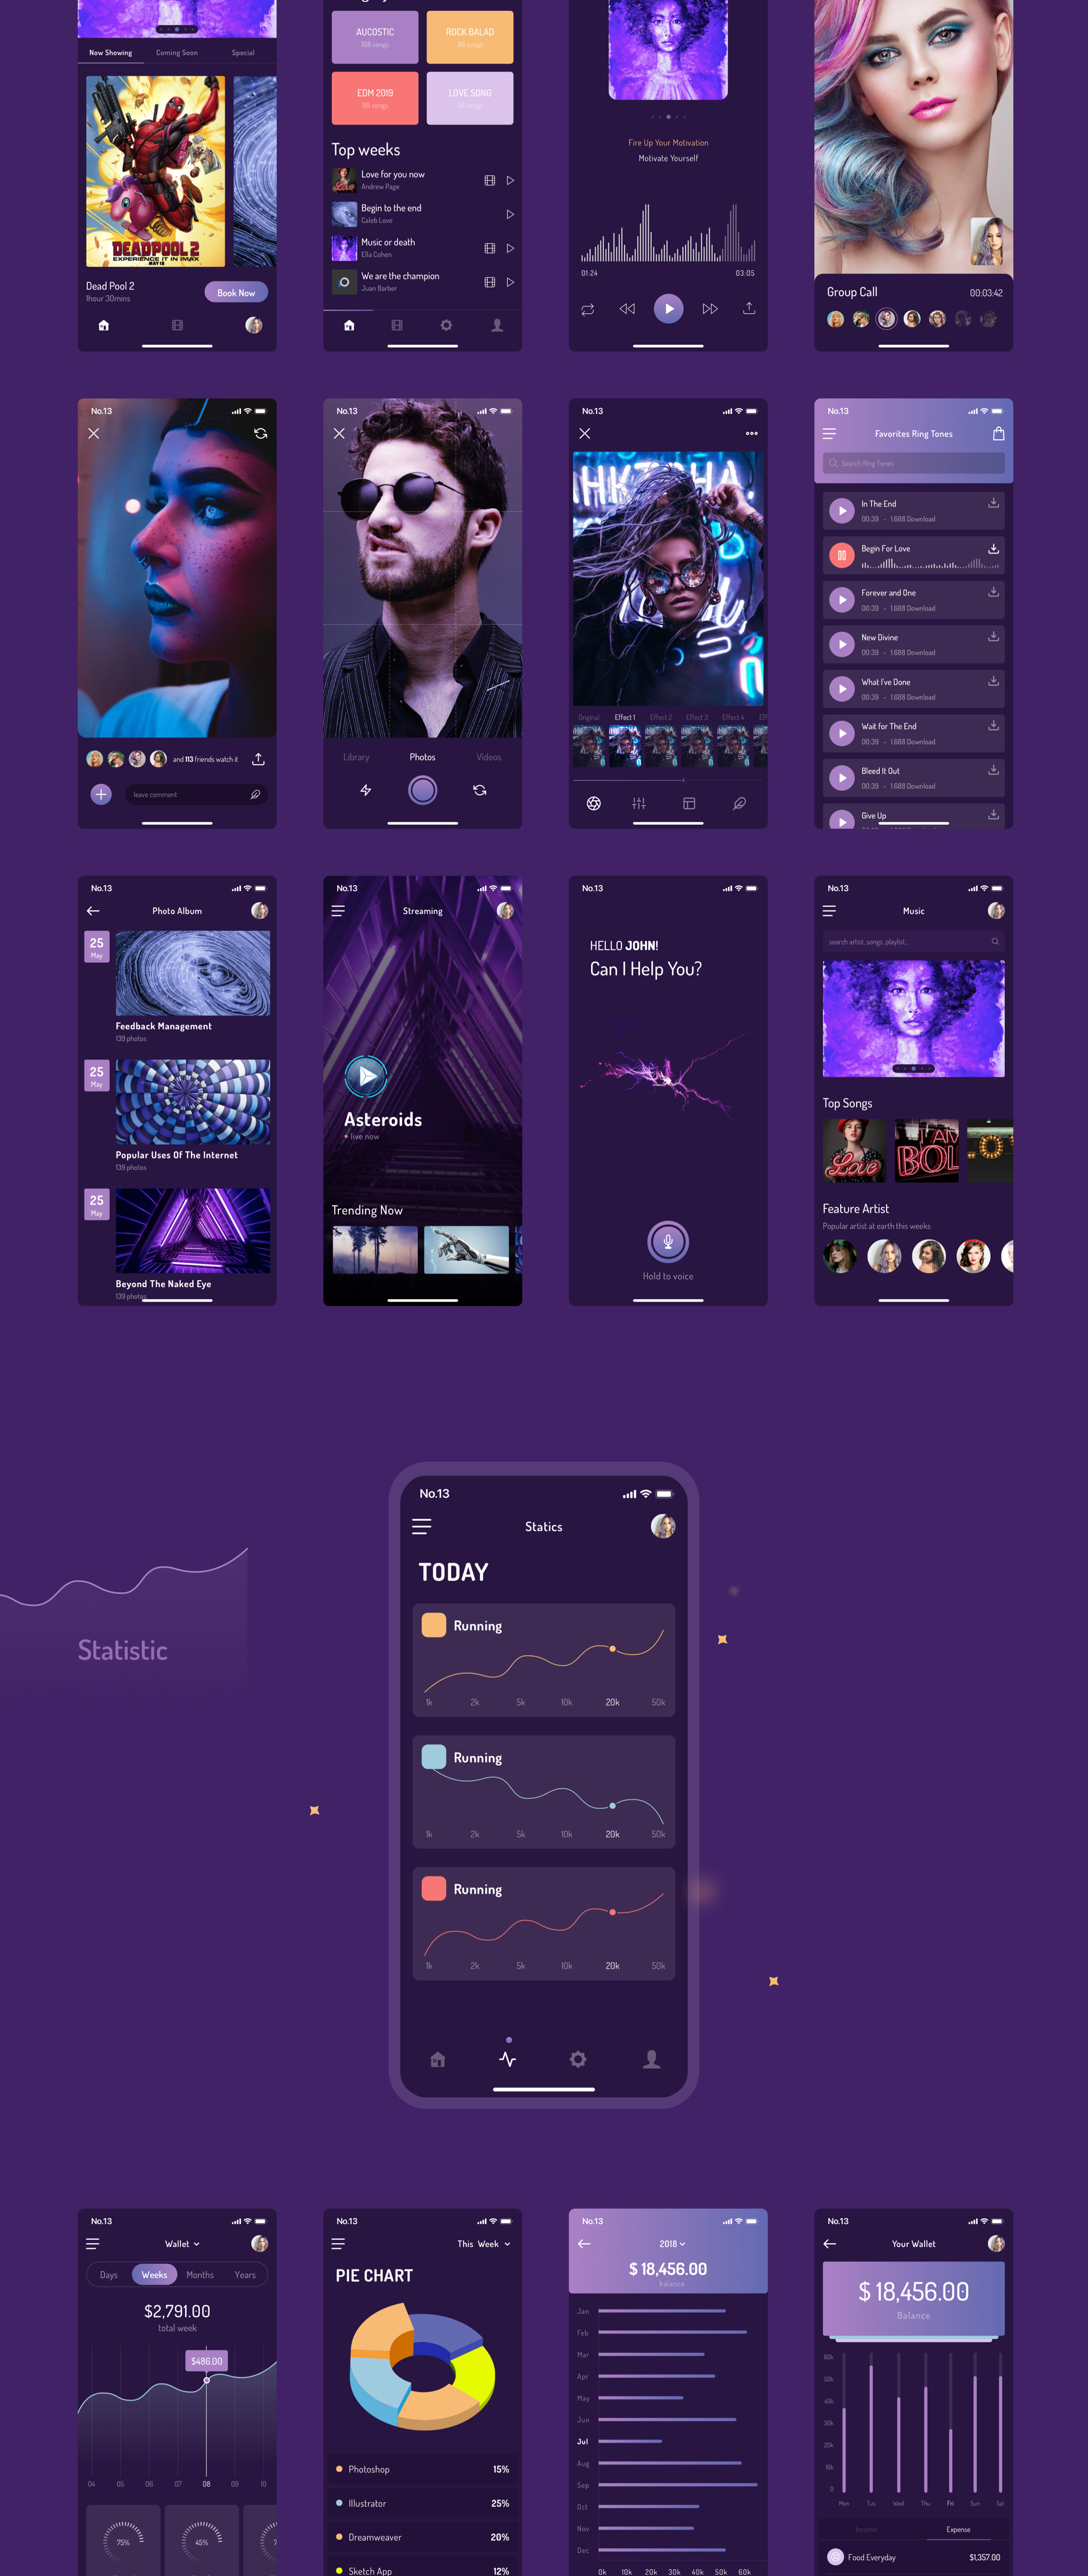 Now Showing
Coming Soon
Special
DEADPOOL 2
EXPERIENCE IT IN IMAX
MAY 18
Dead Pool 2
1hour 30mins
Book Now
AUCOSTIC
109 songs
ROCK BALAD
EDM 2019
69 songs
LOVE SONG
Top weeks
Love for you now
Andrew Page
Begin to the end
Caleb Love
Music or death
Ella Cohen
We are the champion
Juan Barber
Fire Up Your Motivation
Motivate Yourself
01:24
03:05
Group Call
00:03:42
No.13
and 113 friends watch it
leave comment
No.13
Library
Photos
Videos
No.13
Original
Effect 1
Effect 2
Effect 3
Effect 4
Eff
No.13
Favorites Ring Tones
Search Ring Tones
In The End
00:39 - 1.688 Download
Begin For Love
Forever and One
00:39 - 1.688 Download
New Divine
00:39 - 1.688 Download
What I've Done
00:39 - 1.688 Download
Wait for The End
00:39 - 1.688 Download
Bleed It Out
00:39 - 1.688 Download
Give Up
No.13
Photo Album
25
May
Feedback Management
139 photos
25
May
Popular Uses Of The Internet
139 photos
25
May
Beyond The Naked Eye
139 photos
No.13
Streaming
Asteroids
live now
Trending Now
No.13
HELLO JOHN!
Can I Help You?
Hold to voice
No.13
Music
search artist, songs, playlist...
Top Songs
Love
I AM
BOL
Feature Artist
Popular artist at earth this weeks
Statistic
No.13
Statics
TODAY
Running
1k 2k 5k 10k 20k 50k
Running
1k 2k 5k 10k 20k 50k
Running
1k 2k 5k 10k 20k 50k
No.13
Wallet
Days
Weeks
Months
Years
$2,791.00
total week
$486.00
04 05 06 07 08 09 10
75%
45%
7
No.13
This Week
PIE CHART
Photoshop 15%
Illustrator 25%
Dreamweaver 20%
Sketch App 12%
No.13
2018
$ 18,456.00
balance
Jan
Feb
Mar
Apr
May
Jun
Jul
Aug
Sep
Oct
Nov
Dec
0k 10k 20k 30k 40k 50k 60k
No.13
Your Wallet
$ 18,456.00
Balance
60k
50k
40k
30k
20k
10k
0
Mon Tus Wed Thu Fri Sun Sat
Income
Expense
Food Everyday
$1,357.00